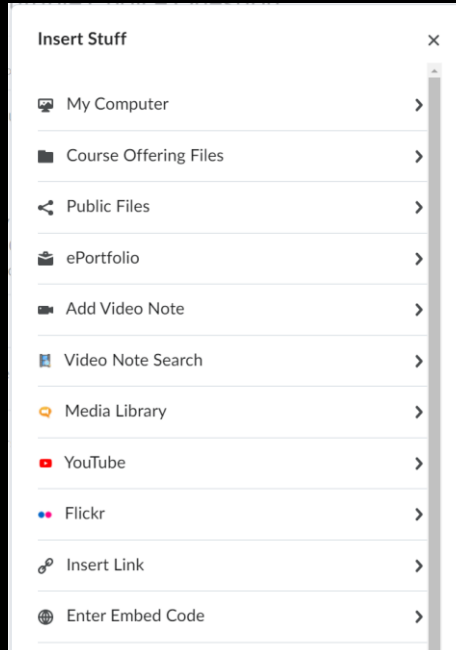 Insert Stuff
My Computer
Course Offering Files
Public Files
ePortfolio
Add Video Note
Video Note Search
Media Library
YouTube
Flickr
Insert Link
Enter Embed Code